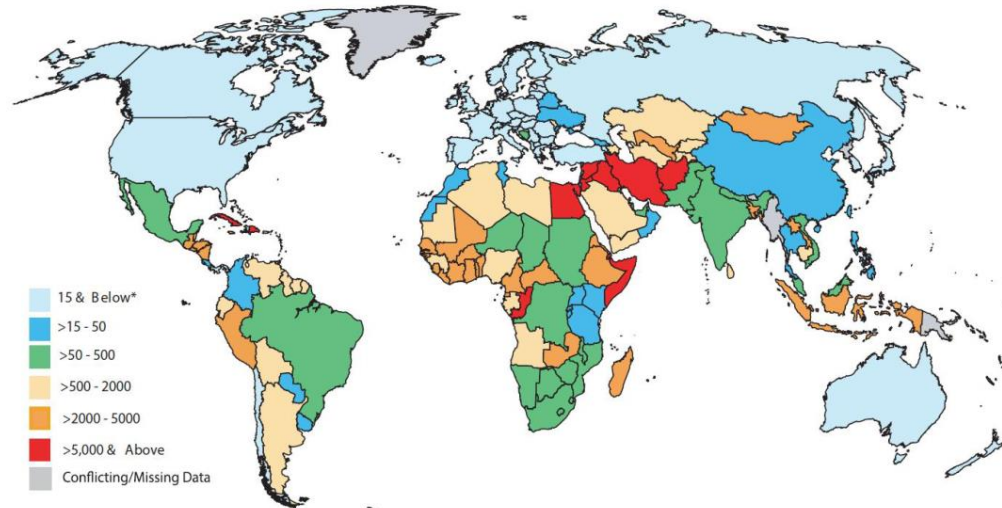 15 & Below*
>15 - 50
>50 - 500
>500 - 2000
>2000 - 5000
>5,000 & Above
Conflicting/Missing Data